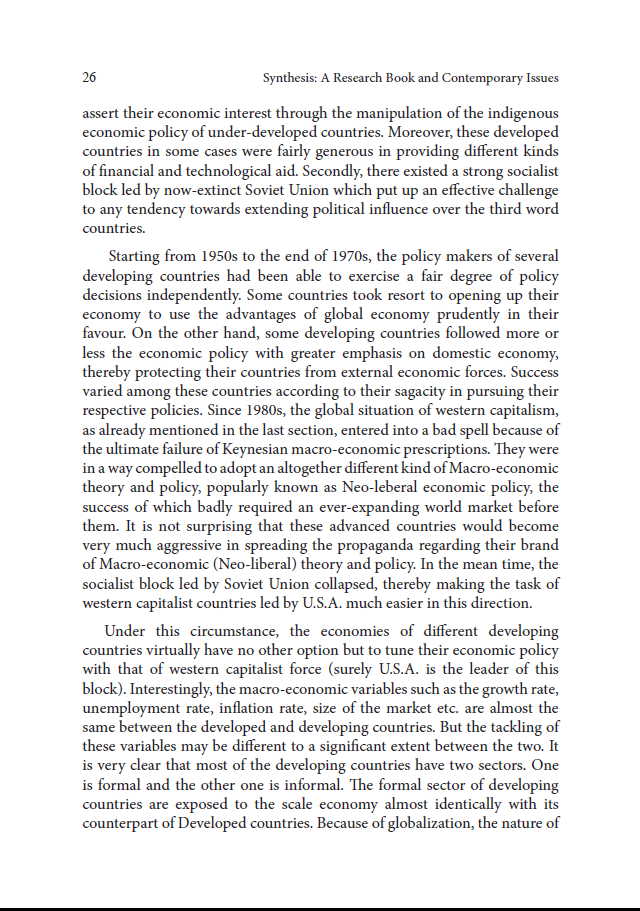 26 Synthesis: A Research Book and Contemporary Issues
assert their economic interest through the manipulation of the indigenous
economic policy of under-developed countries. Moreover, these developed
countries in some cases were fairly generous in providing different kinds
of financial and technological aid. Secondly, there existed a strong socialist
block led by now-extinct Soviet Union which put up an effective challenge
to any tendency towards extending political influence over the third word
countries.
Starting from 1950s to the end of 1970s, the policy makers of several
developing countries had been able to exercise a fair degree of policy
decisions independently. Some countries took resort to opening up their
economy to use the advantages of global economy prudently in their
favour. On the other hand, some developing countries followed more or
less the economic policy with greater emphasis on domestic economy,
thereby protecting their countries from external economic forces. Success
varied among these countries according to their sagacity in pursuing their
respective policies. Since 1980s, the global situation of western capitalism,
as already mentioned in the last section, entered into a bad spell because of
the ultimate failure of Keynesian macro-economic prescriptions. They were
in a way compelled to adopt an altogether different kind of Macro-economic
theory and policy, popularly known as Neo-leberal economic policy, the
success of which badly required an ever-expanding world market before
them. It is not surprising that these advanced countries would become
very much aggressive in spreading the propaganda regarding their brand
of Macro-economic (Neo-liberal) theory and policy. In the mean time, the
socialist block led by Soviet Union collapsed, thereby making the task of
western capitalist countries led by U.S.A. much easier in this direction.
Under this circumstance, the economies of different developing
countries virtually have no other option but to tune their economic policy
with that of western capitalist force (surely U.S.A. is the leader of this
block). Interestingly, the macro-economic variables such as the growth rate,
unemployment rate, inflation rate, size of the market etc. are almost the
same between the developed and developing countries. But the tackling of
these variables may be different to a significant extent between the two. It
is very clear that most of the developing countries have two sectors. One
is formal and the other one is informal. The formal sector of developing
countries are exposed to the scale economy almost identically with its
counterpart of Developed countries. Because of globalization, the nature of